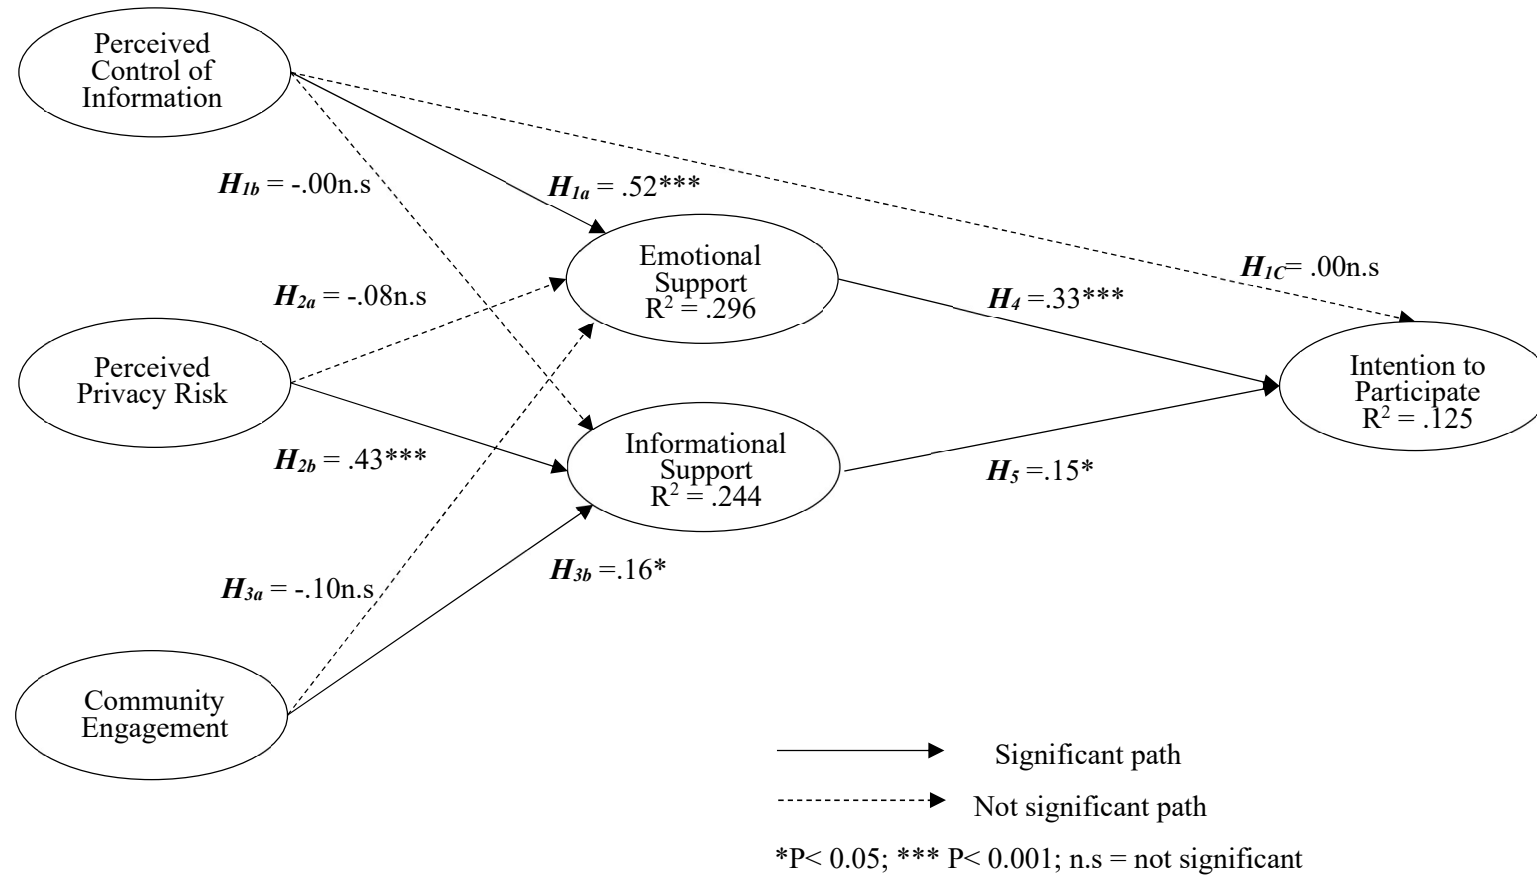 Perceived
Control of
Information
H1b = -.00n.s
H1a = .52***
Emotional
Support
R² = .296
H1C= .00n.s
H2a = -.08n.s
H4 =.33***
Perceived
Privacy Risk
Intention to
Participate
R² = .125
H2b = .43***
Informational
Support
R² = .244
H5 =.15*
H3a = -.10n.s
H3b =.16*
Community
Engagement
Significant path
Not significant path
*P< 0.05; *** P< 0.001; n.s = not significant